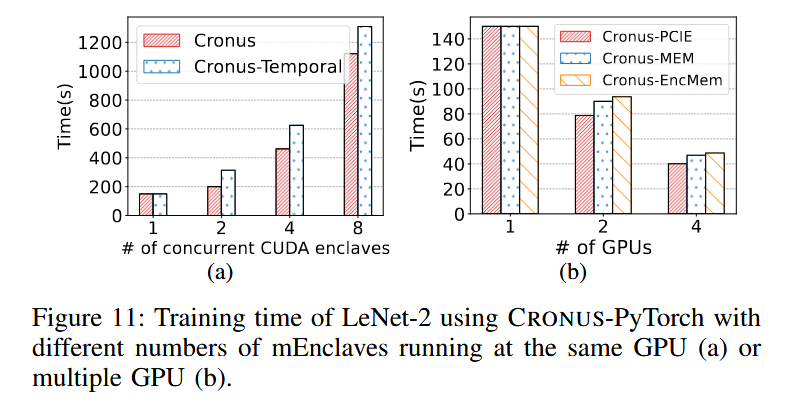 Cronus
Cronus-Temporal
Time(s)
1200
1000
800
600
400
200
0
1 2 4 8
# of concurrent CUDA enclaves
(a)
Cronus-PCIE
Cronus-MEM
Cronus-EncMem
Time(s)
140
120
100
80
60
40
20
0
1 2 4
# of GPUs
(b)
Figure 11: Training time of LeNet-2 using CRONUS-PyTorch with
different numbers of mEnclaves running at the same GPU (a) or
multiple GPU (b).